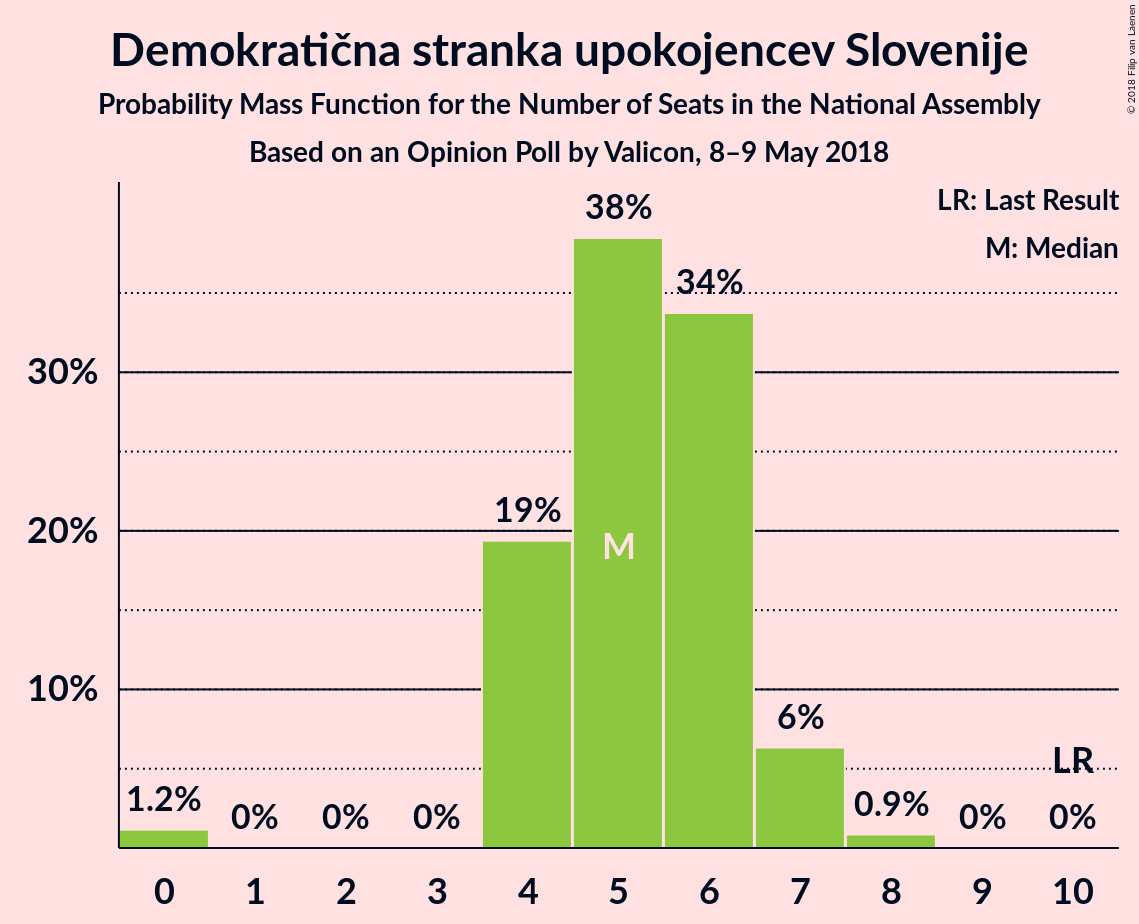 Demokratična stranka upokojencev Slovenije
Probability Mass Function for the Number of Seats in the National Assembly
Based on an Opinion Poll by Valicon, 8–9 May 2018
© 2018 Filip van Laenen
LR: Last Result
M: Median
38%
34%
30%
19%
20%
M
10%
6%
LR
1.2%
0%
0%
0%
0.9%
0%
0%
0 1 2 3 4 5 6 7 8 9 10